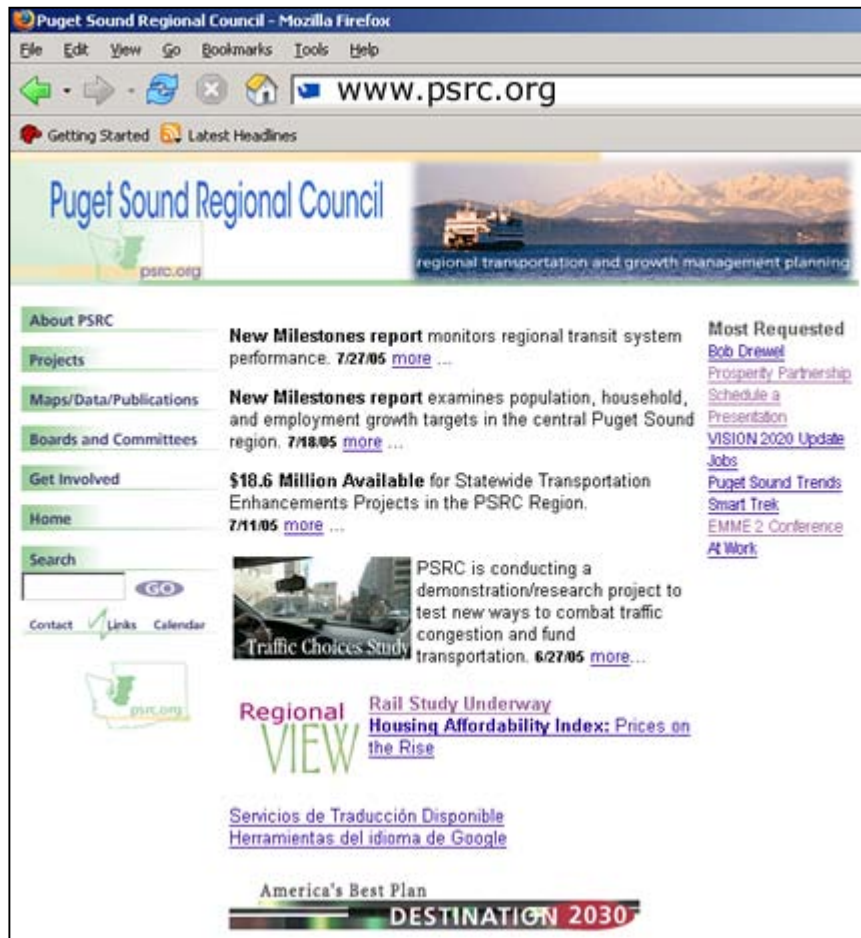 Puget Sound Regional Council - Mozilla Firefox
File Edit View Go Bookmarks Tools Help
www.psrc.org
Getting Started Latest Headlines
Puget Sound Regional Council
psrc.org
regional transportation and growth management planning
About PSRC
Projects
Maps/Data/Publications
Boards and Committees
Get Involved
Home
Search
GO
Contact Links Calendar
psrc.org
New Milestones report monitors regional transit system
performance. 7/27/05 more ...
New Milestones report examines population, household,
and employment growth targets in the central Puget Sound
region. 7/18/05 more ...
$18.6 Million Available for Statewide Transportation
Enhancements Projects in the PSRC Region.
7/11/05 more ...
Traffic Choices Study
PSRC is conducting a
demonstration/research project to
test new ways to combat traffic
congestion and fund
transportation. 6/27/05 more...
Regional
VIEW
Rail Study Underway
Housing Affordability Index: Prices on
the Rise
Servicios de Traducción Disponible
Herramientas del idioma de Google
America's Best Plan
DESTINATION 2030
Most Requested
Bob Drewel
Prosperity Partnership
Schedule a
Presentation
VISION 2020 Update
Jobs
Puget Sound Trends
Smart Trek
EMME 2 Conference
At Work